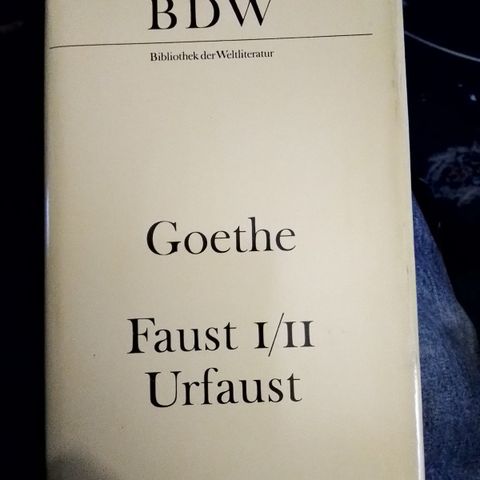 BDW
Bibliothek der Weltliteratur
Goethe
Faust I/II
Urfaust